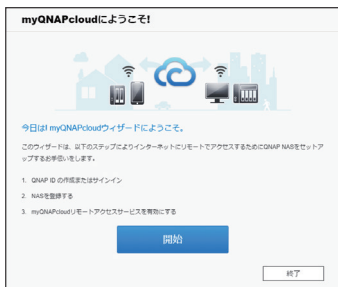 myQNAPcloudにようこそ!
今日は! myQNAPcloudウィザードにようこそ。
このウィザードは、以下のステップによりインターネットにリモートでアクセスするためにQNAP NASをセットア
ップするお手伝いをします。
1. QNAP ID の作成またはサインイン
2. NASを登録する
3. myQNAPcloudリモートアクセスサービスを有効にする
開始
終了